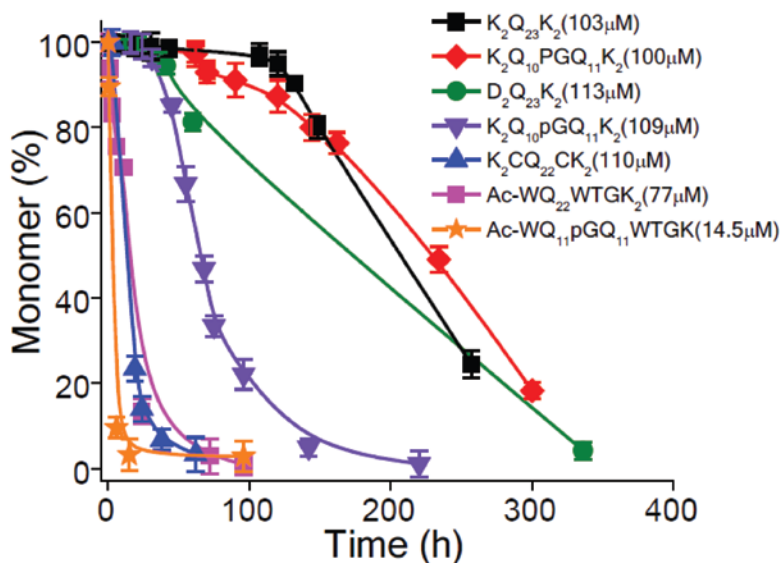 K₂Q₂₃K₂(103μM)
K₂Q₁₀PGQ₁₁K₂(100μM)
D₂Q₂₃K₂(113μM)
K₂Q₁₀pGQ₁₁K₂(109μM)
K₂CQ₂₂CK₂(110μM)
Ac-WQ₂₂WTGK₂(77μM)
Ac-WQ₁₁pGQ₁₁WTGK(14.5μM)
Monomer (%)
100
80
60
40
20
0
0 100 200 300 400
Time (h)